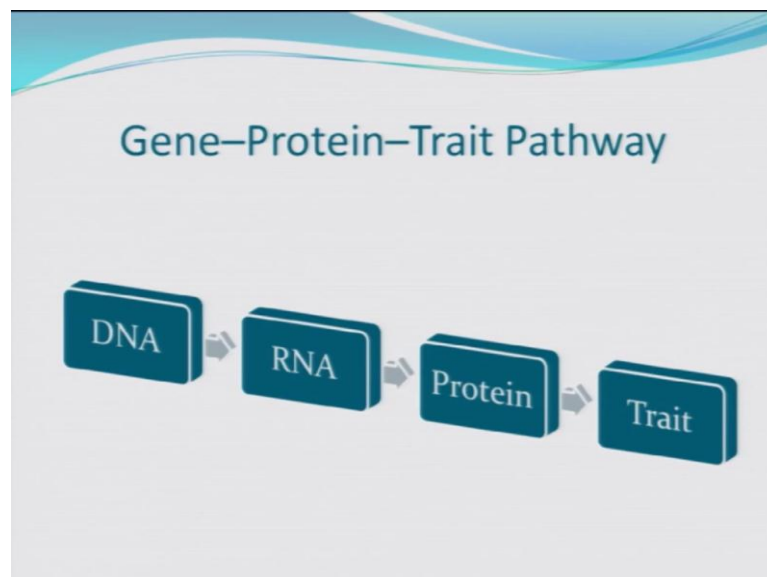 Gene–Protein–Trait Pathway
DNA
RNA
Protein
Trait